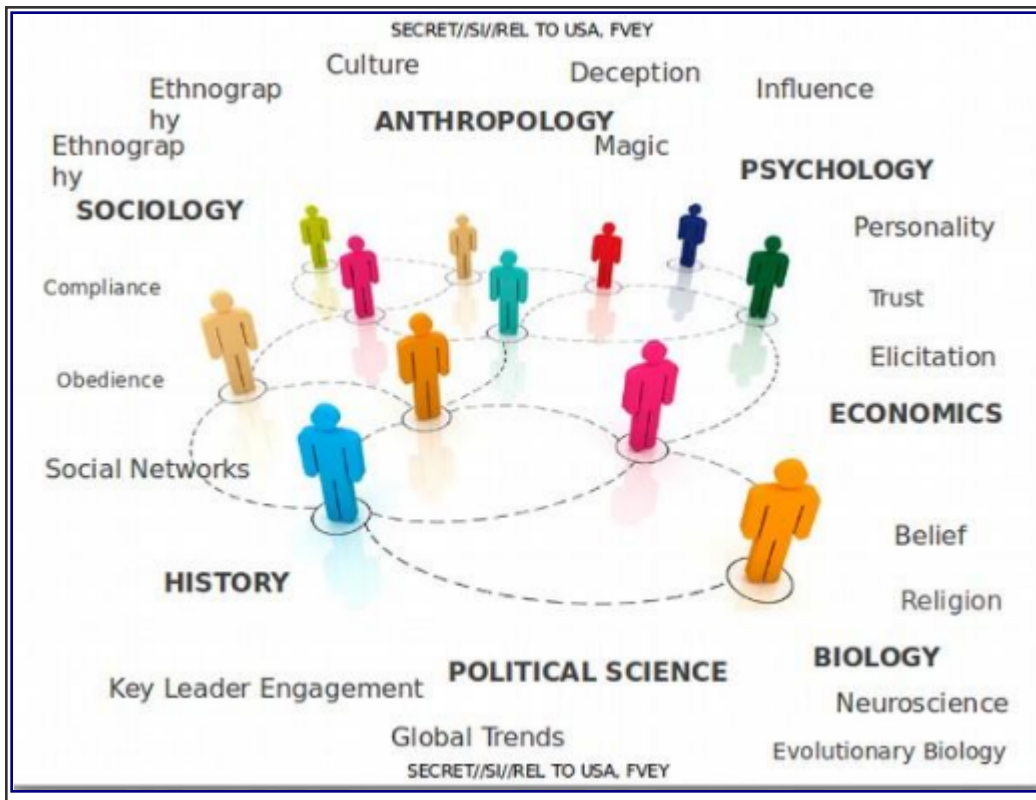 SECRET//SI//REL TO USA, FVEY
Culture
Deception
Ethnograp
hy
Influence
ANTHROPOLOGY
Ethnograp
hy
Magic
PSYCHOLOGY
SOCIOLOGY
Personality
Compliance
Trust
Elicitation
Obedience
ECONOMICS
Social Networks
Belief
HISTORY
Religion
BIOLOGY
POLITICAL SCIENCE
Key Leader Engagement
Neuroscience
Global Trends
Evolutionary Biology
SECRET//SI//REL TO USA, FVEY